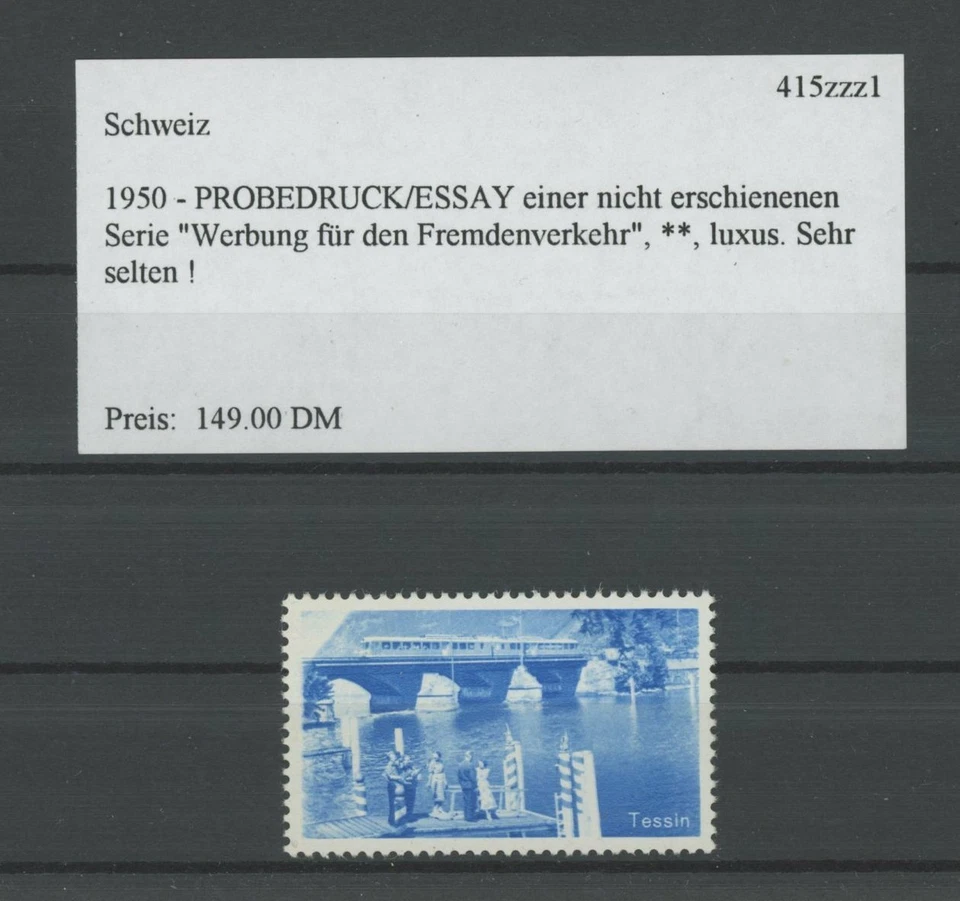 415zzz1
Schweiz
1950 - PROBEDRUCK/ESSAY einer nicht erschienenen
Serie "Werbung für den Fremdenverkehr", **, luxus. Sehr
selten !
Preis: 149.00 DM
Tessin